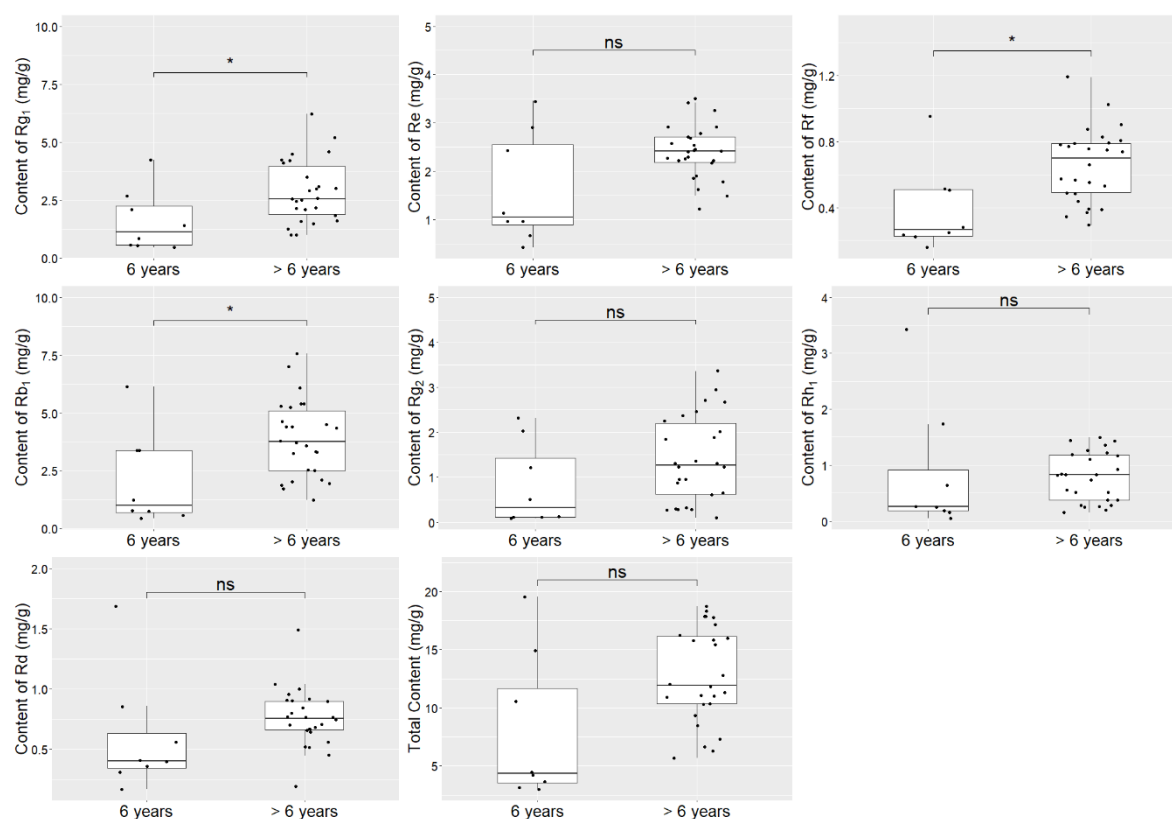 Content of Rg₁ (mg/g)
10.0
7.5
5.0
2.5
0.0
*
6 years
> 6 years
Content of Re (mg/g)
5
4
3
2
1
ns
6 years
> 6 years
Content of Rf (mg/g)
1.2
0.8
0.4
*
6 years
> 6 years
Content of Rb₁ (mg/g)
10.0
7.5
5.0
2.5
0.0
*
6 years
> 6 years
Content of Rg₂ (mg/g)
5
4
3
2
1
0
ns
6 years
> 6 years
Content of Rh₁ (mg/g)
4
3
2
1
0
ns
6 years
> 6 years
Content of Rd (mg/g)
2.0
1.5
1.0
0.5
ns
6 years
> 6 years
Total Content (mg/g)
20
15
10
5
ns
6 years
> 6 years